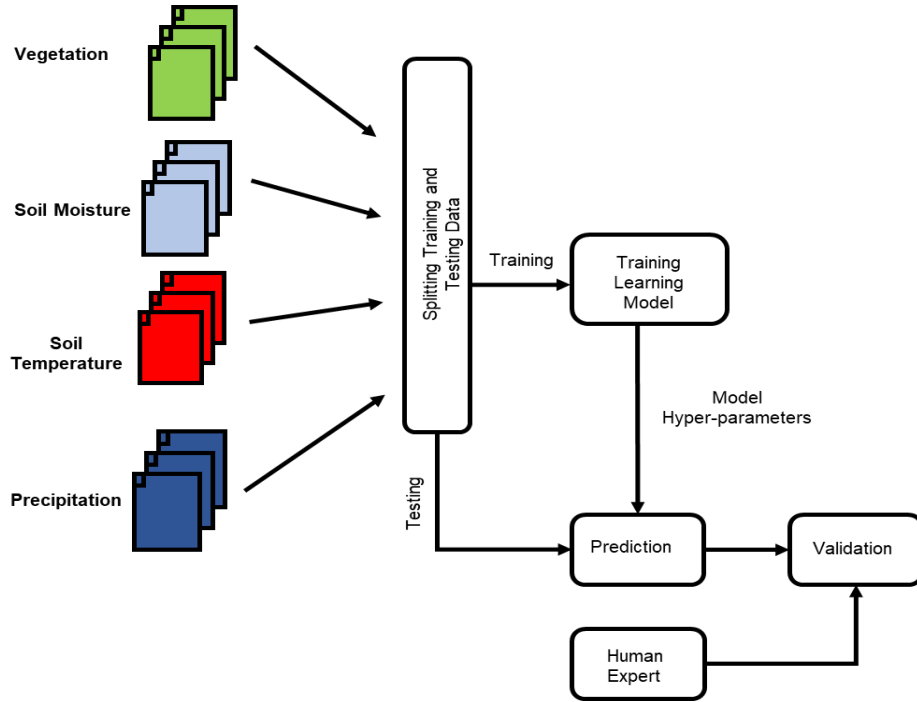 Vegetation
Soil Moisture
Soil
Temperature
Precipitation
Splitting Training and
Testing Data
Training
Training
Learning
Model
Model
Hyper-parameters
Testing
Prediction
Validation
Human
Expert